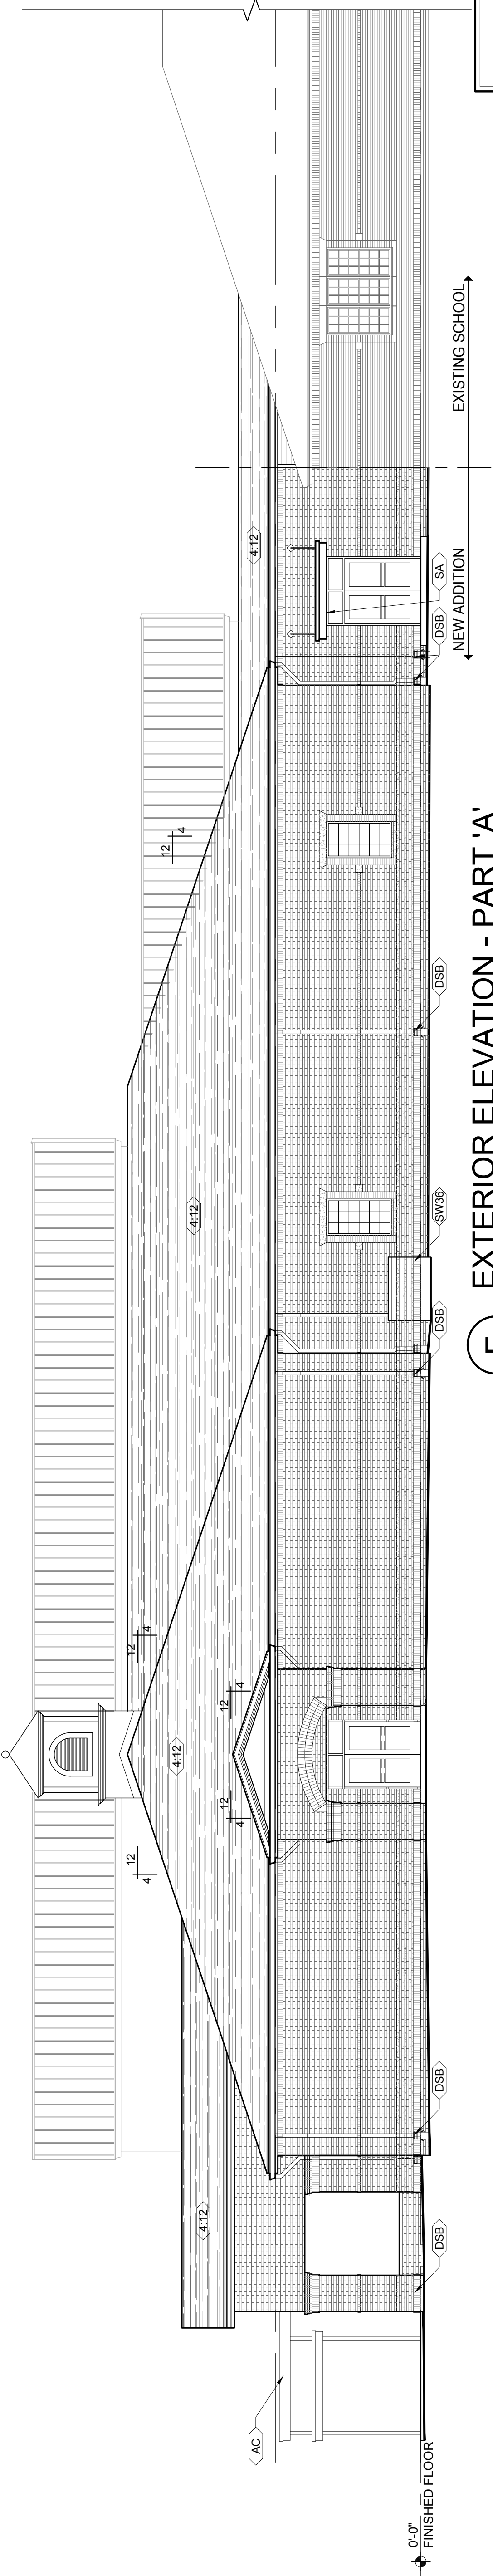 12
4
12
4
12
4
4:12
4:12
4:12
12
4
12
4
4:12
AC
0'-0"
FINISHED FLOOR
DSB
DSB
DSB
SW36
DSB
DSB
SA
NEW ADDITION
EXISTING SCHOOL
EXTERIOR ELEVATION - PART 'A'